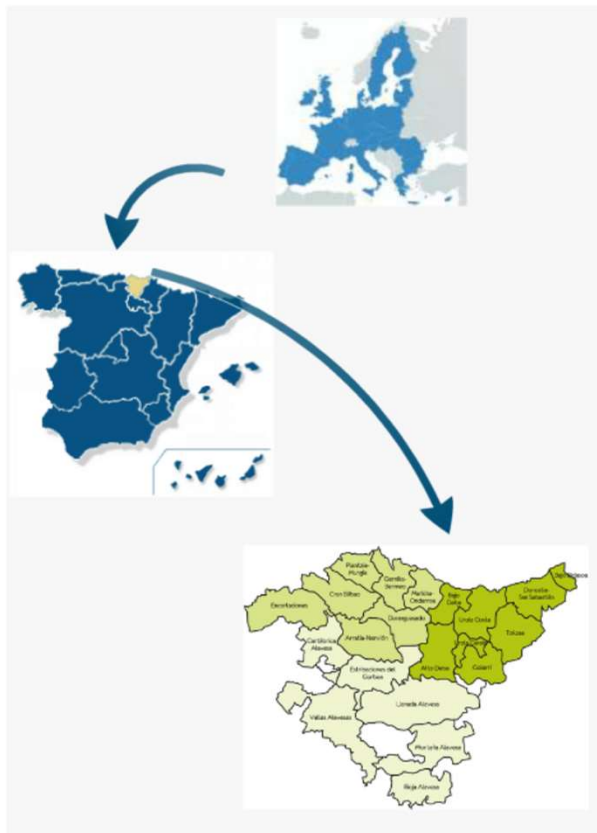 Plentzia-
Mungia
Gernika-
Bermeo
Markina-
Ondarroa
Bajo
Deba
Donostia-
San Sebastián
Gran Bilbao
Encartaciones
Urola Costa
Duranguesado
Tolosa
Cantábrica
Alavesa
Arratia-Nervión
Alto Deba
Goierri
Estribaciones del
Gorbea
Llanada Alavesa
Valles Alaveses
Montaña Alavesa
Rioja Alavesa